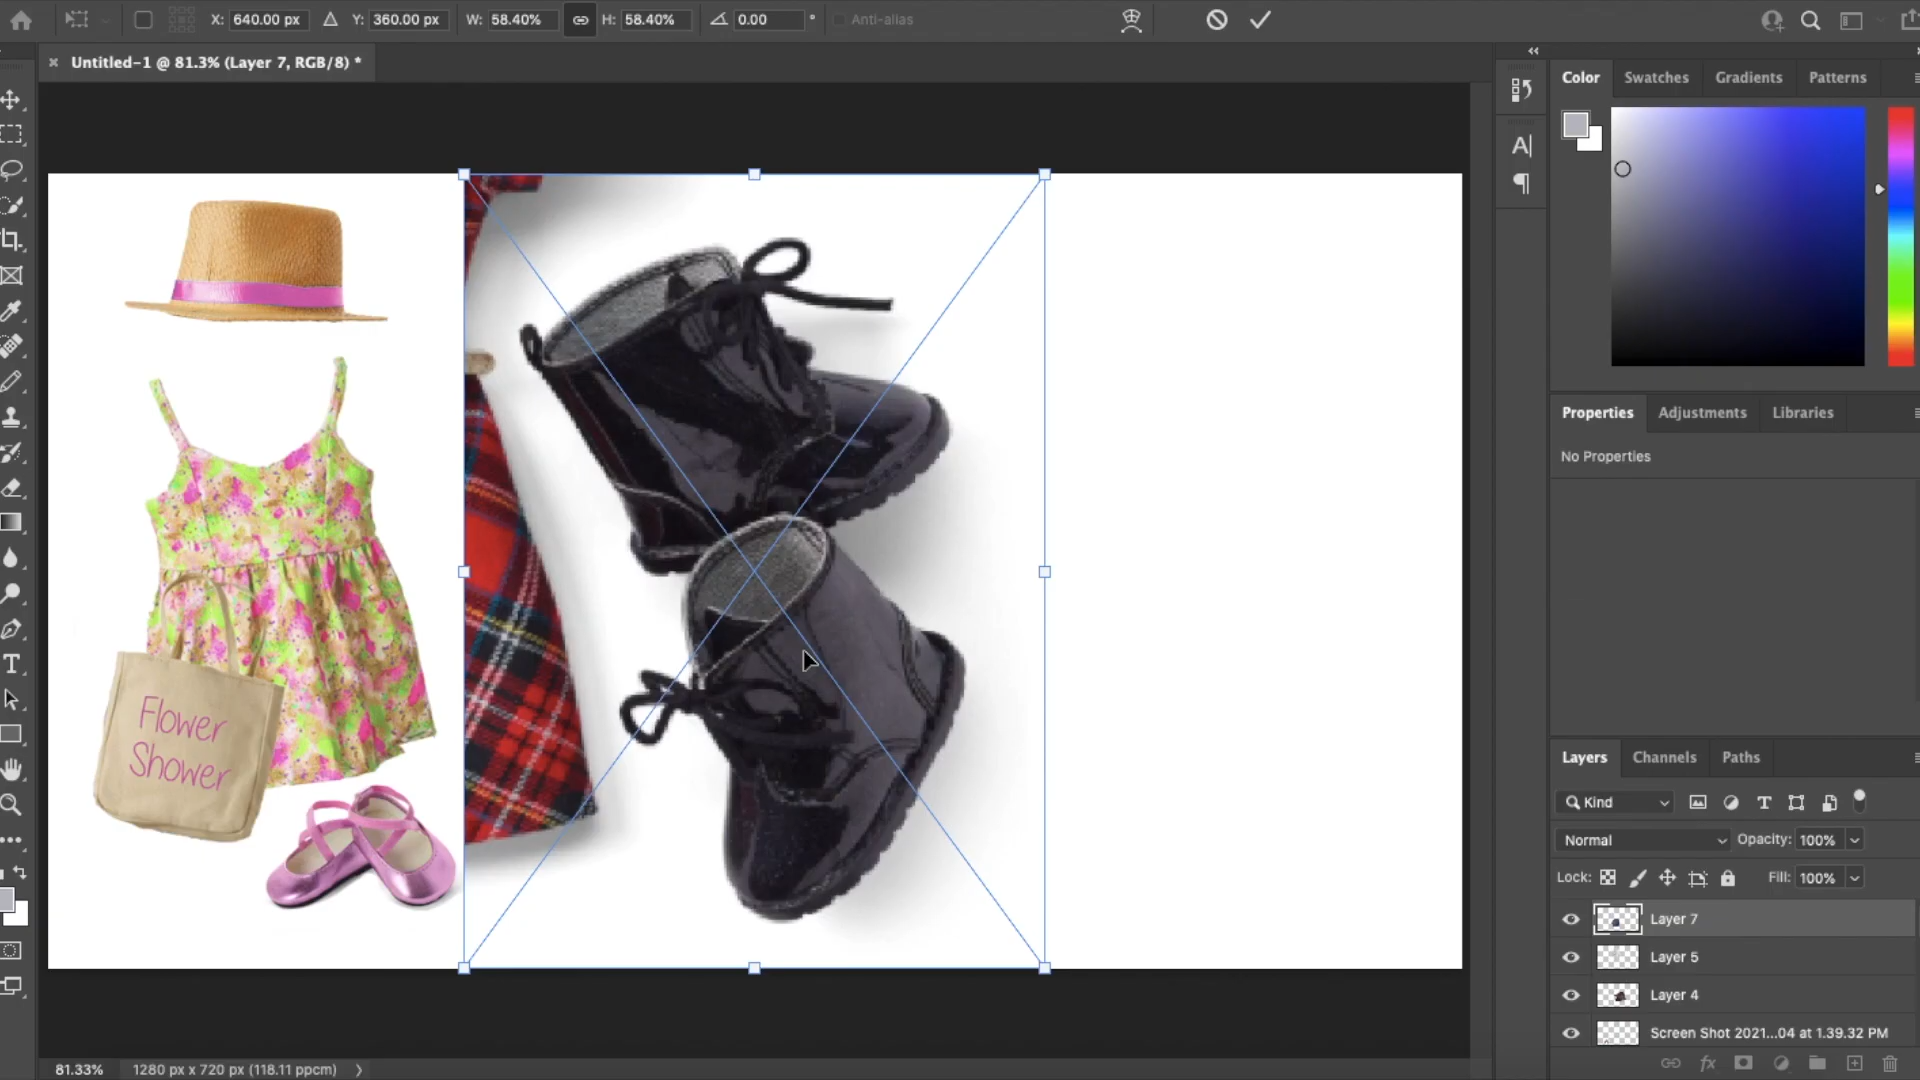 X: 640.00 px Y: 360.00 px W: 58.40% H: 58.40% 0.00 ° Anti-alias
× Untitled-1 @ 81.3% (Layer 7, RGB/8) *
Color Swatches Gradients Patterns
A|
¶
Properties Adjustments Libraries
No Properties
Flower
Shower
Layers Channels Paths
Kind
Normal Opacity: 100%
Lock: Fill: 100%
Layer 7
Layer 5
Layer 4
Screen Shot 2021...04 at 1.39.32 PM
fx
81.33% 1280 px x 720 px (118.11 ppcm)